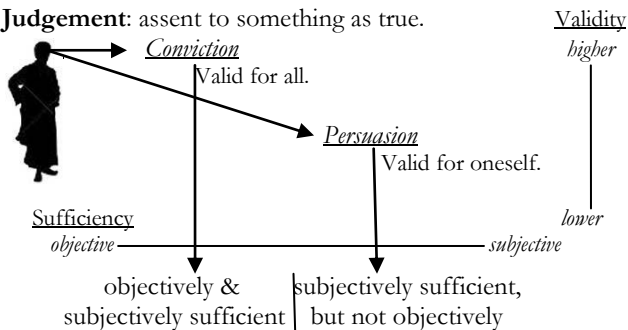 Judgement: assent to something as true.
Validity
Conviction
higher
Valid for all.
Persuasion
Valid for oneself.
Sufficiency
lower
objective
subjective
objectively &
subjectively sufficient
subjectively sufficient,
but not objectively